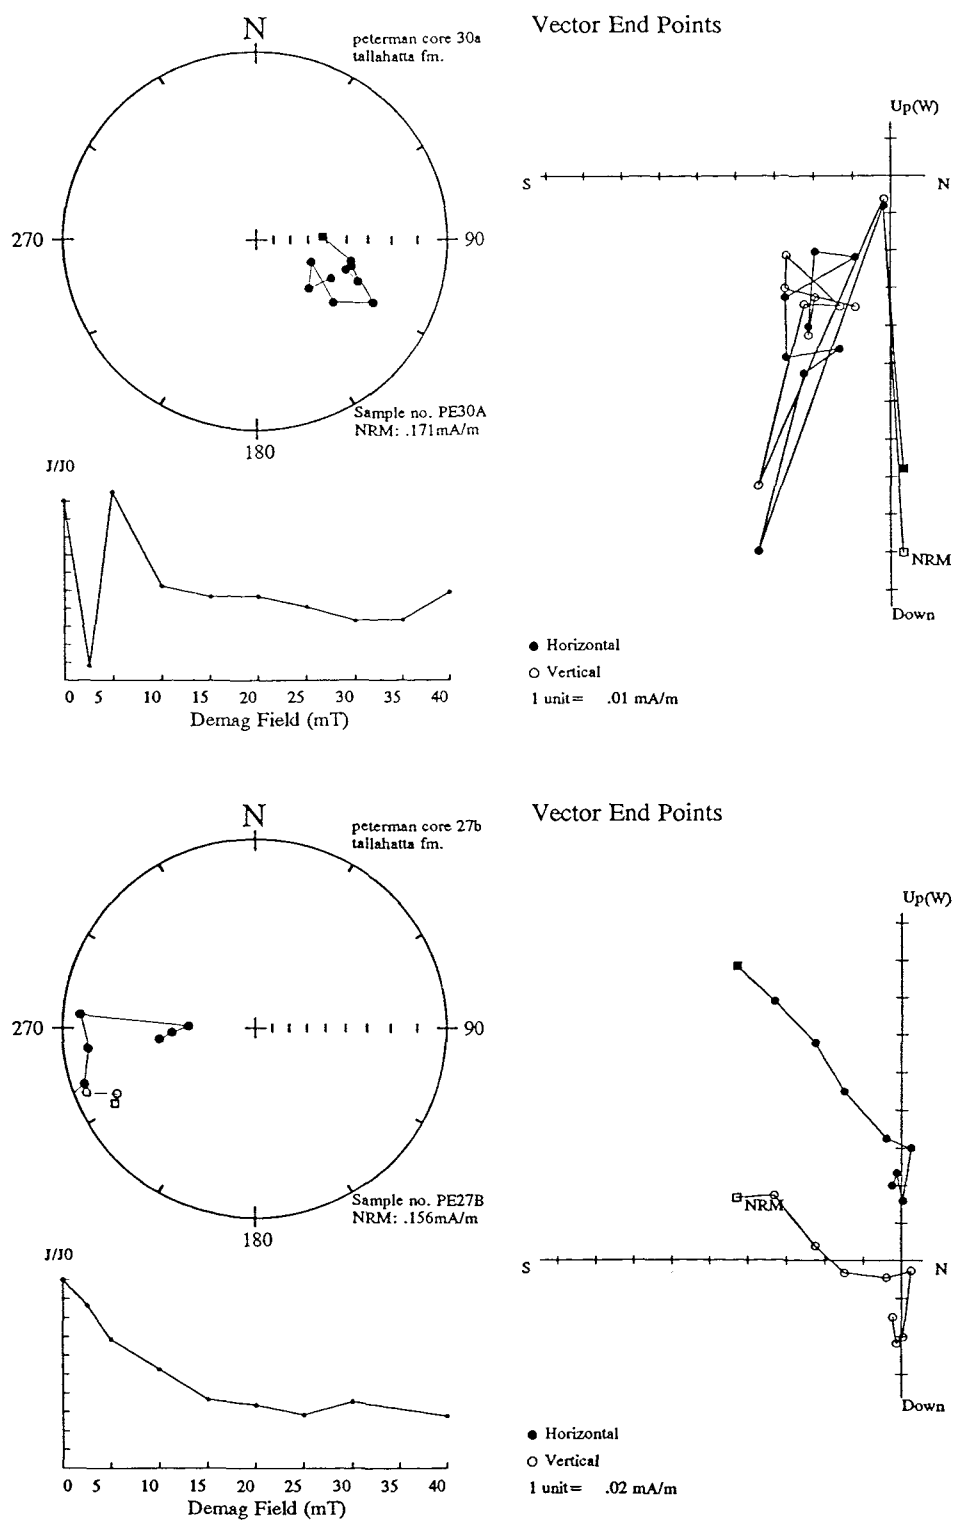 N
peterman core 30a
tallahatta fm.
270
90
Sample no. PE30A
NRM: .171mA/m
180
Vector End Points
Up(W)
S
N
NRM
Down
J/J0
0 5 10 15 20 25 30 35 40
Demag Field (mT)
Horizontal
Vertical
1 unit= .01 mA/m
N
peterman core 27b
tallahatta fm.
270
90
Sample no. PE27B
NRM: .156mA/m
180
Vector End Points
Up(W)
NRM
S
N
Down
J/J0
0 5 10 15 20 25 30 35 40
Demag Field (mT)
Horizontal
Vertical
1 unit= .02 mA/m